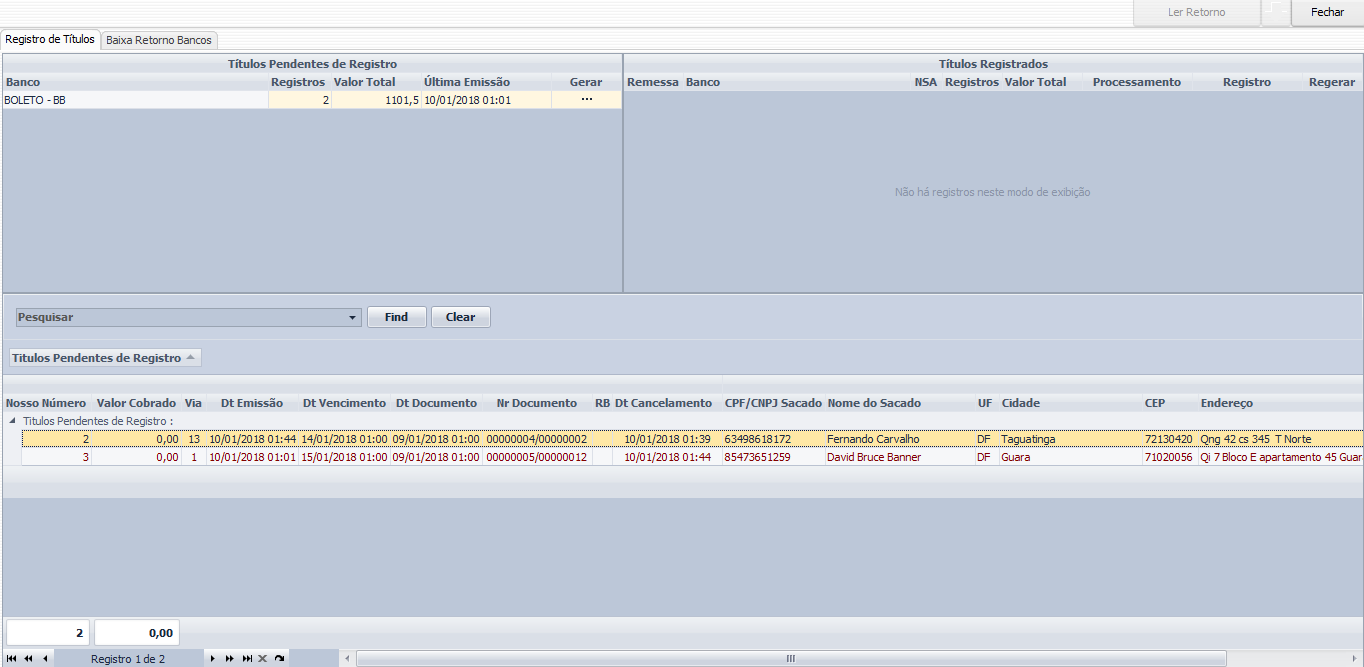 Ler Retorno Fechar
Registro de Títulos Baixa Retorno Bancos
Títulos Pendentes de Registro Títulos Registrados
Banco Registros Valor Total Última Emissão Gerar Remessa Banco NSA Registros Valor Total Processamento Registro Regerar
BOLETO - BB 2 1101,5 10/01/2018 01:01 ...
Não há registros neste modo de exibição
Pesquisar Find Clear
Titulos Pendentes de Registro
Nosso Número Valor Cobrado Via Dt Emissão Dt Vencimento Dt Documento Nr Documento RB Dt Cancelamento CPF/CNPJ Sacado Nome do Sacado UF Cidade CEP Endereço
Titulos Pendentes de Registro :
2 0,00 13 10/01/2018 01:44 14/01/2018 01:00 09/01/2018 01:00 00000004/00000002 10/01/2018 01:39 63498618172 Fernando Carvalho DF Taguatinga 72130420 Qng 42 cs 345 T Norte
3 0,00 1 10/01/2018 01:01 15/01/2018 01:00 09/01/2018 01:00 00000005/00000012 10/01/2018 01:44 85473651259 David Bruce Banner DF Guara 71020056 Qi 7 Bloco E apartamento 45 Guar
2 0,00
Registro 1 de 2